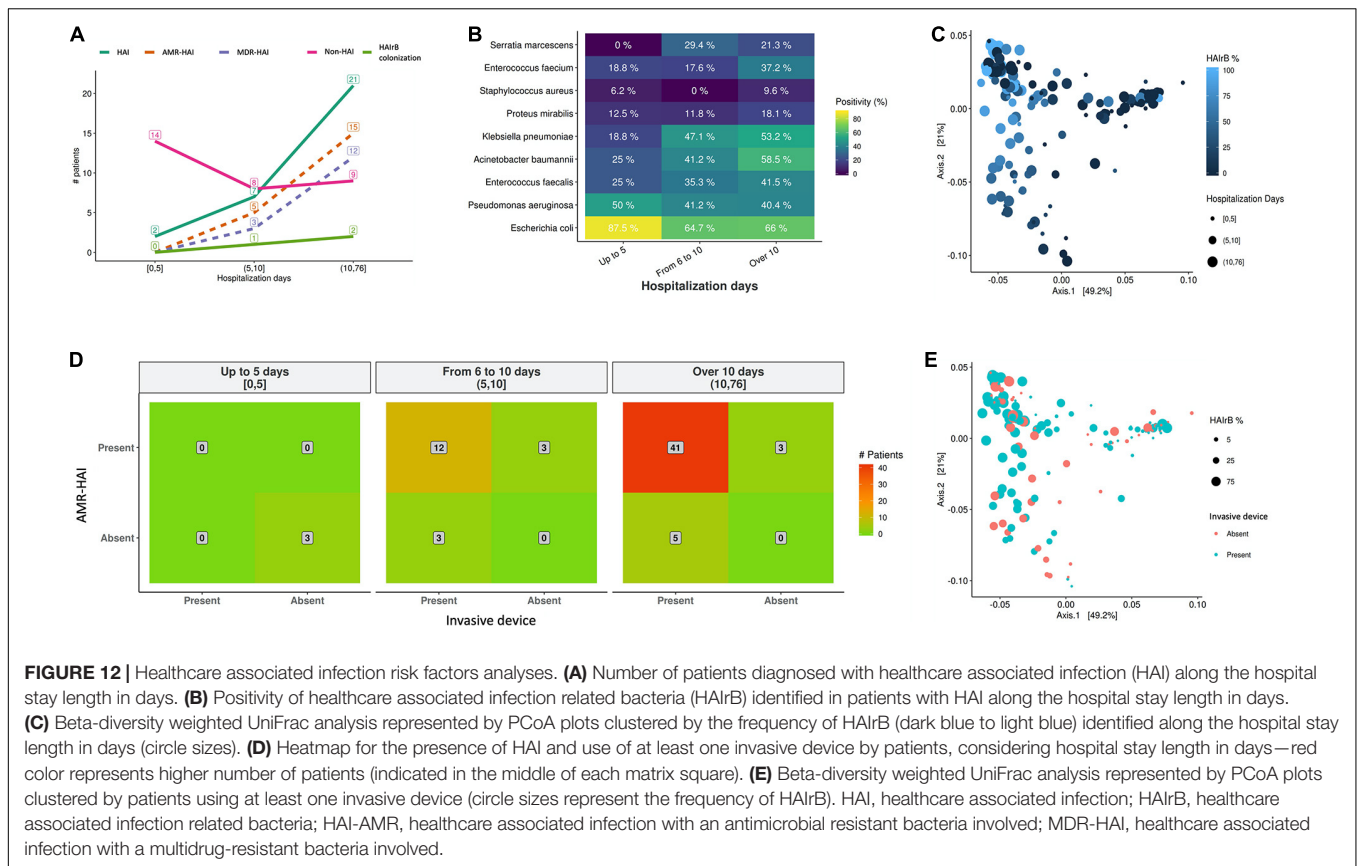 A
HAI AMR-HAI MDR-HAI Non-HAI HAIrB colonization
# patients
20
15
10
5
0
14
2
0
8
7
5
3
1
21
15
12
9
2
[0,5] (5,10] (10,76]
Hospitalization days
B
Serratia marcescens 0 % 29.4 % 21.3 %
Enterococcus faecium 18.8 % 17.6 % 37.2 %
Staphylococcus aureus 6.2 % 0 % 9.6 %
Proteus mirabilis 12.5 % 11.8 % 18.1 %
Klebsiella pneumoniae 18.8 % 47.1 % 53.2 %
Acinetobacter baumannii 25 % 41.2 % 58.5 %
Enterococcus faecalis 25 % 35.3 % 41.5 %
Pseudomonas aeruginosa 50 % 41.2 % 40.4 %
Escherichia coli 87.5 % 64.7 % 66 %
Up to 5 From 6 to 10 Over 10
Hospitalization days
Positivity (%)
80
60
40
20
0
C
0.05
0.00
-0.05
-0.10
Axis.2 [21%]
-0.05 0.00 0.05 0.10
Axis.1 [49.2%]
HAIrB %
100
75
50
25
0
Hospitalization Days
[0,5]
(5,10]
(10,76]
D
Up to 5 days
[0,5]
From 6 to 10 days
(5,10]
Over 10 days
(10,76]
AMR-HAI
Present 0 0 12 3 41 3
Absent 0 3 3 0 5 0
Present Absent Present Absent Present Absent
Invasive device
# Patients
40
30
20
10
0
E
0.05
0.00
-0.05
-0.10
Axis.2 [21%]
-0.05 0.00 0.05 0.10
Axis.1 [49.2%]
HAIrB %
5
25
75
Invasive device
Absent
Present
FIGURE 12 | Healthcare associated infection risk factors analyses. (A) Number of patients diagnosed with healthcare associated infection (HAI) along the hospital
stay length in days. (B) Positivity of healthcare associated infection related bacteria (HAIrB) identified in patients with HAI along the hospital stay length in days.
(C) Beta-diversity weighted UniFrac analysis represented by PCoA plots clustered by the frequency of HAIrB (dark blue to light blue) identified along the hospital stay
length in days (circle sizes). (D) Heatmap for the presence of HAI and use of at least one invasive device by patients, considering hospital stay length in days—red
color represents higher number of patients (indicated in the middle of each matrix square). (E) Beta-diversity weighted UniFrac analysis represented by PCoA plots
clustered by patients using at least one invasive device (circle sizes represent the frequency of HAIrB). HAI, healthcare associated infection; HAIrB, healthcare
associated infection related bacteria; HAI-AMR, healthcare associated infection with an antimicrobial resistant bacteria involved; MDR-HAI, healthcare associated
infection with a multidrug-resistant bacteria involved.